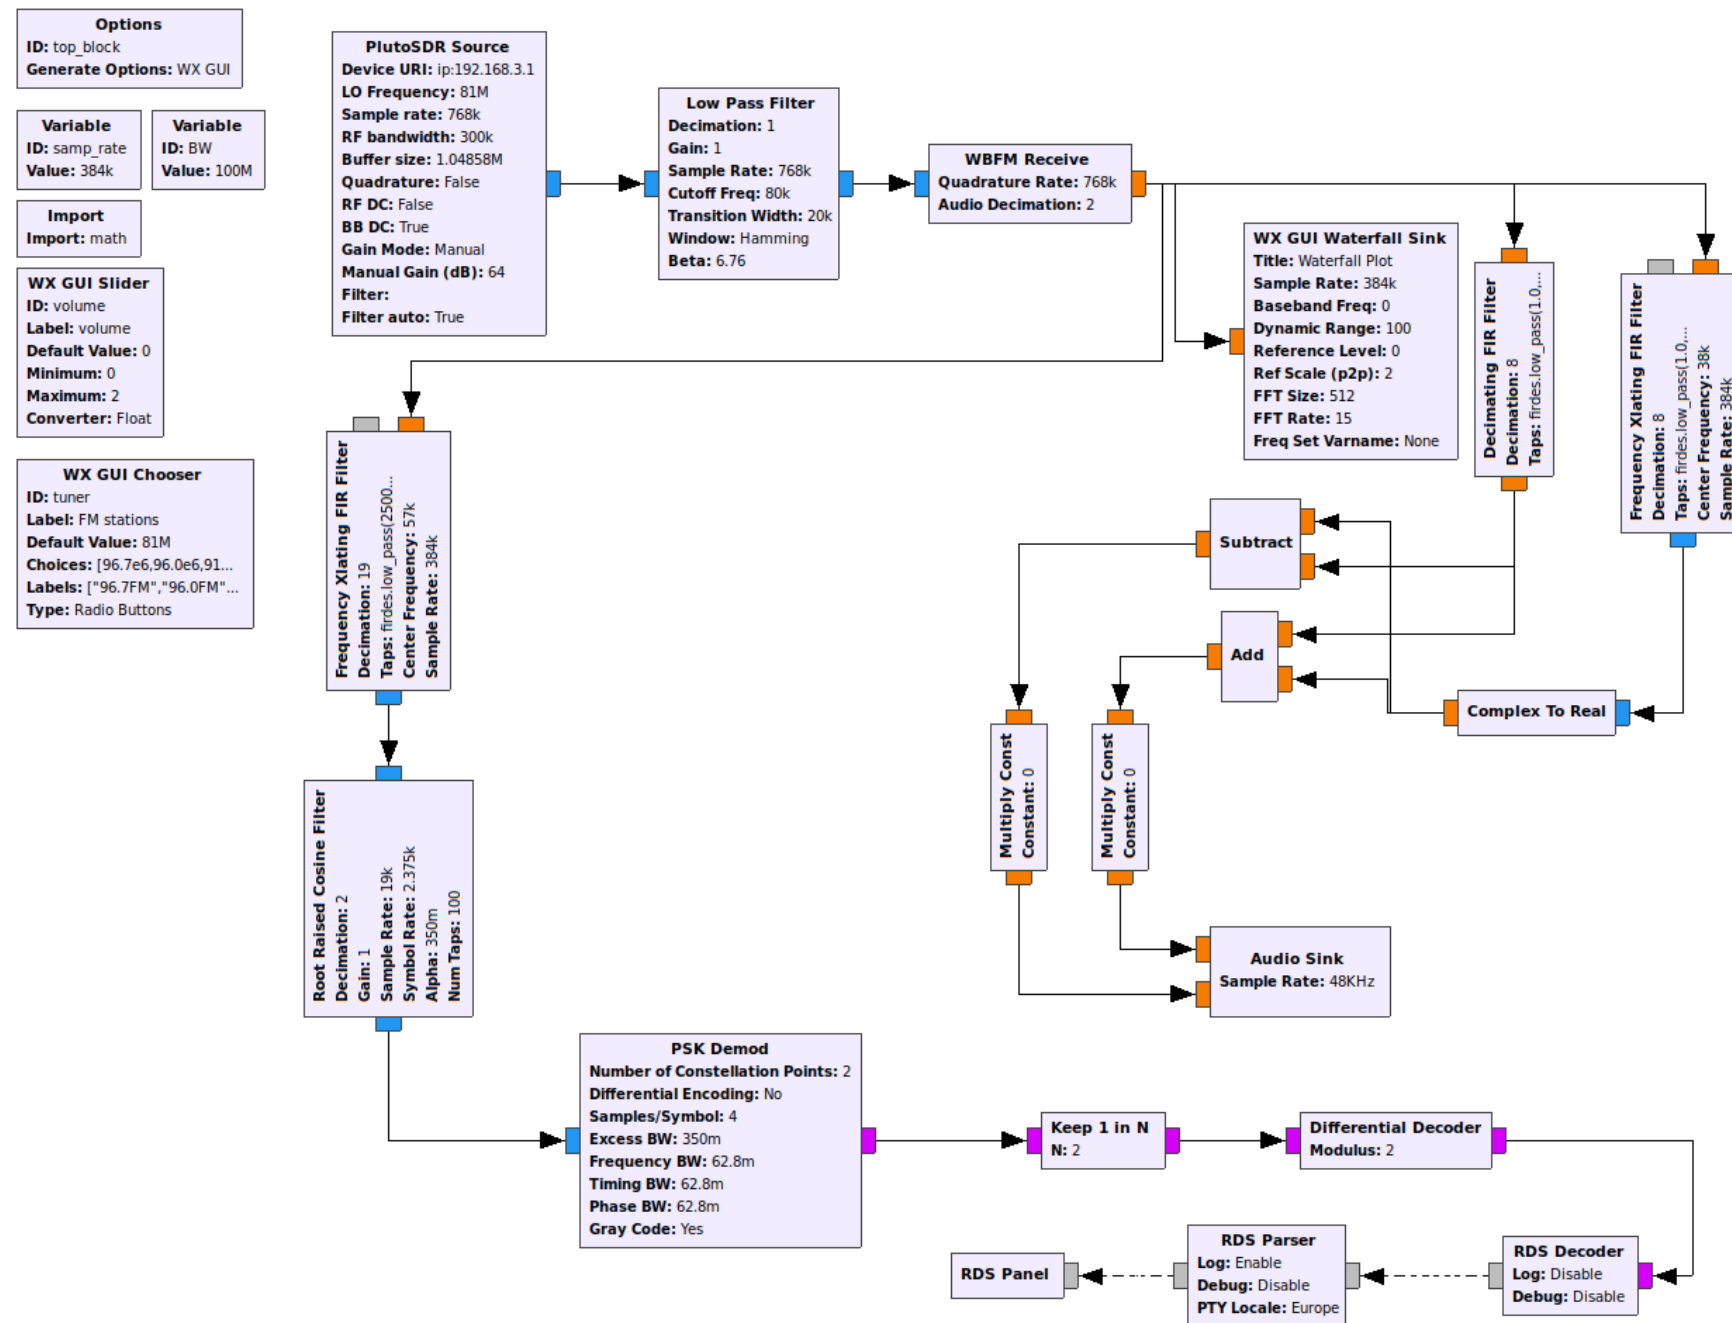 Options
ID: top_block
Generate Options: WX GUI
Variable
ID: samp_rate
Value: 384k
Variable
ID: BW
Value: 100M
Import
Import: math
WX GUI Slider
ID: volume
Label: volume
Default Value: 0
Minimum: 0
Maximum: 2
Converter: Float
WX GUI Chooser
ID: tuner
Label: FM stations
Default Value: 81M
Choices: [96.7e6,96.0e6,91...
Labels: ["96.7FM","96.0FM"...
Type: Radio Buttons
PlutoSDR Source
Device URI: ip:192.168.3.1
LO Frequency: 81M
Sample rate: 768k
RF bandwidth: 300k
Buffer size: 1.04858M
Quadrature: False
RF DC: False
BB DC: True
Gain Mode: Manual
Manual Gain (dB): 64
Filter:
Filter auto: True
Low Pass Filter
Decimation: 1
Gain: 1
Sample Rate: 768k
Cutoff Freq: 80k
Transition Width: 20k
Window: Hamming
Beta: 6.76
WBFM Receive
Quadrature Rate: 768k
Audio Decimation: 2
WX GUI Waterfall Sink
Title: Waterfall Plot
Sample Rate: 384k
Baseband Freq: 0
Dynamic Range: 100
Reference Level: 0
Ref Scale (p2p): 2
FFT Size: 512
FFT Rate: 15
Freq Set Varname: None
Decimating FIR Filter
Decimation: 8
Taps: firdes.low_pass(1.0,...
Frequency Xlating FIR Filter
Decimation: 8
Taps: firdes.low_pass(1.0,...
Center Frequency: 38k
Sample Rate: 384k
Frequency Xlating FIR Filter
Decimation: 19
Taps: firdes.low_pass(2500...
Center Frequency: 57k
Sample Rate: 384k
Subtract
Add
Complex To Real
Multiply Const
Constant: 0
Multiply Const
Constant: 0
Audio Sink
Sample Rate: 48KHz
Root Raised Cosine Filter
Decimation: 2
Gain: 1
Sample Rate: 19k
Symbol Rate: 2.375k
Alpha: 350m
Num Taps: 100
PSK Demod
Number of Constellation Points: 2
Differential Encoding: No
Samples/Symbol: 4
Excess BW: 350m
Frequency BW: 62.8m
Timing BW: 62.8m
Phase BW: 62.8m
Gray Code: Yes
Keep 1 in N
N: 2
Differential Decoder
Modulus: 2
RDS Panel
RDS Parser
Log: Enable
Debug: Disable
PTY Locale: Europe
RDS Decoder
Log: Disable
Debug: Disable